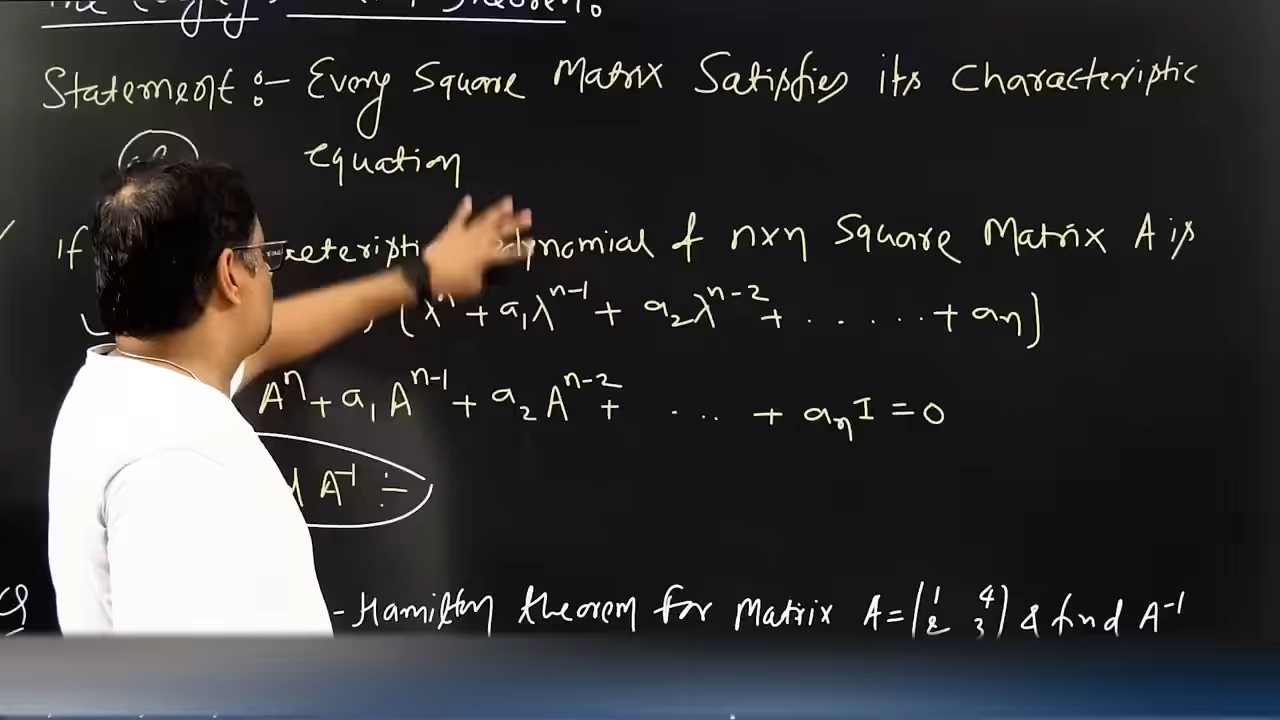 The Theorem.
Statement :- Every Square Matrix Satisfies its Characteristic
Equation
If polynomial of n×n Square Matrix A is
(λⁿ + a₁λⁿ⁻¹ + a₂λⁿ⁻² + ...... + aₙ)
Aⁿ + a₁Aⁿ⁻¹ + a₂Aⁿ⁻² + .... + aₙI = 0
A⁻¹ :-
- Hamilton theorem for Matrix A = (1 4 2 3) & find A⁻¹